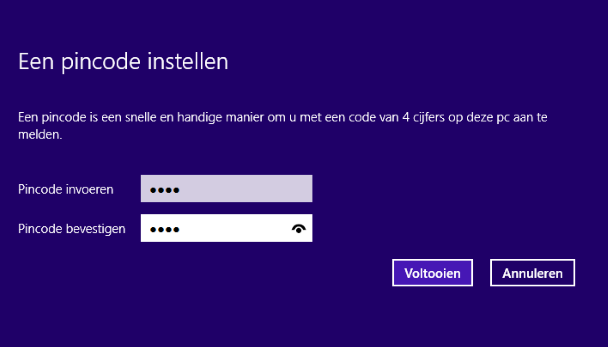 Een pincode instellen
Een pincode is een snelle en handige manier om u met een code van 4 cijfers op deze pc aan te
melden.
Pincode invoeren ••••
Pincode bevestigen ••••
Voltooien Annuleren